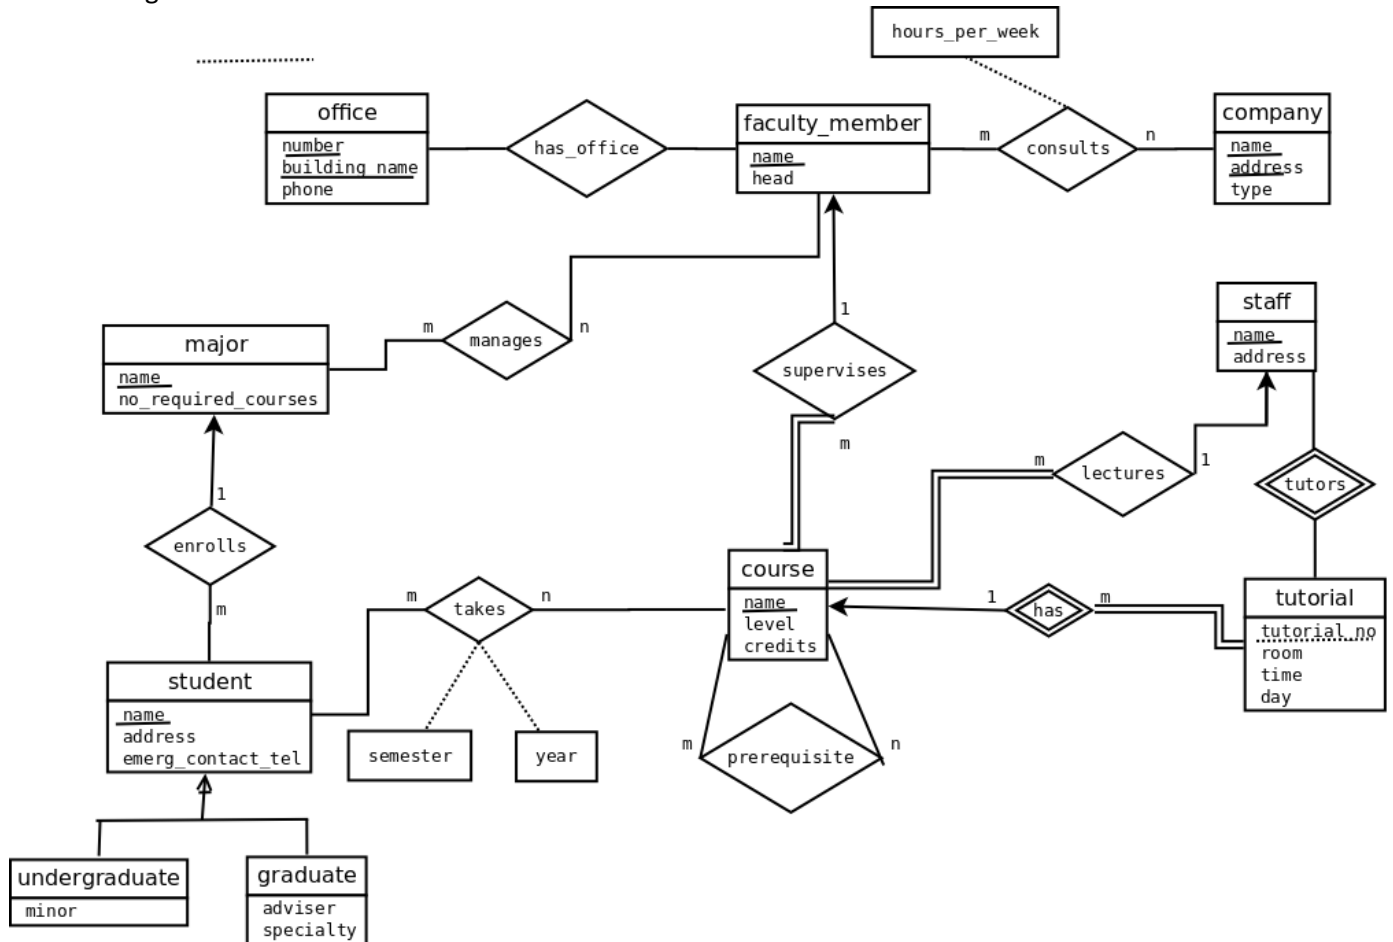 hours_per_week
office
number
building_name
phone
has_office
faculty_member
name
head
m
consults
n
company
name
address
type
major
name
no_required_courses
m
manages
n
1
supervises
m
staff
name
address
m
lectures
1
tutors
1
enrolls
m
m
takes
n
course
name
level
credits
1
has
m
tutorial
tutorial_no
room
time
day
student
name
address
emerg_contact_tel
semester
year
m
prerequisite
n
undergraduate
minor
graduate
adviser
specialty